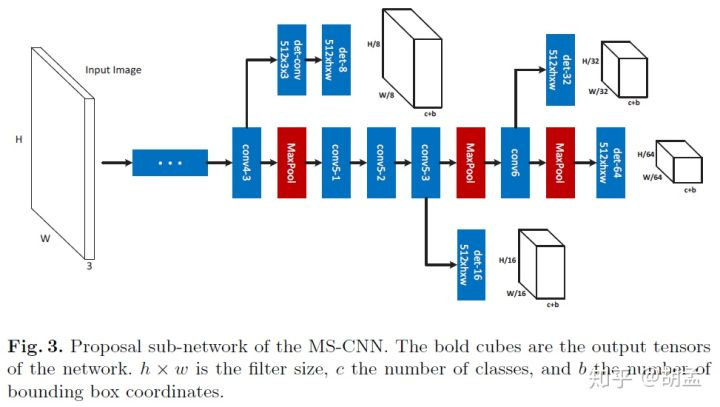 Input Image
H
W
3
det-conv
512x3x3
det-8
512xhxw
H/8
W/8
c+b
conv4-3
MaxPool
conv5-1
conv5-2
conv5-3
MaxPool
conv6
MaxPool
det-32
512xhxw
H/32
W/32
c+b
det-64
512xhxw
H/64
W/64
c+b
det-16
512xhxw
H/16
W/16
c+b
Fig. 3. Proposal sub-network of the MS-CNN. The bold cubes are the output tensors
of the network. h × w is the filter size, c the number of classes, and b the number of
bounding box coordinates.
知乎 @胡孟